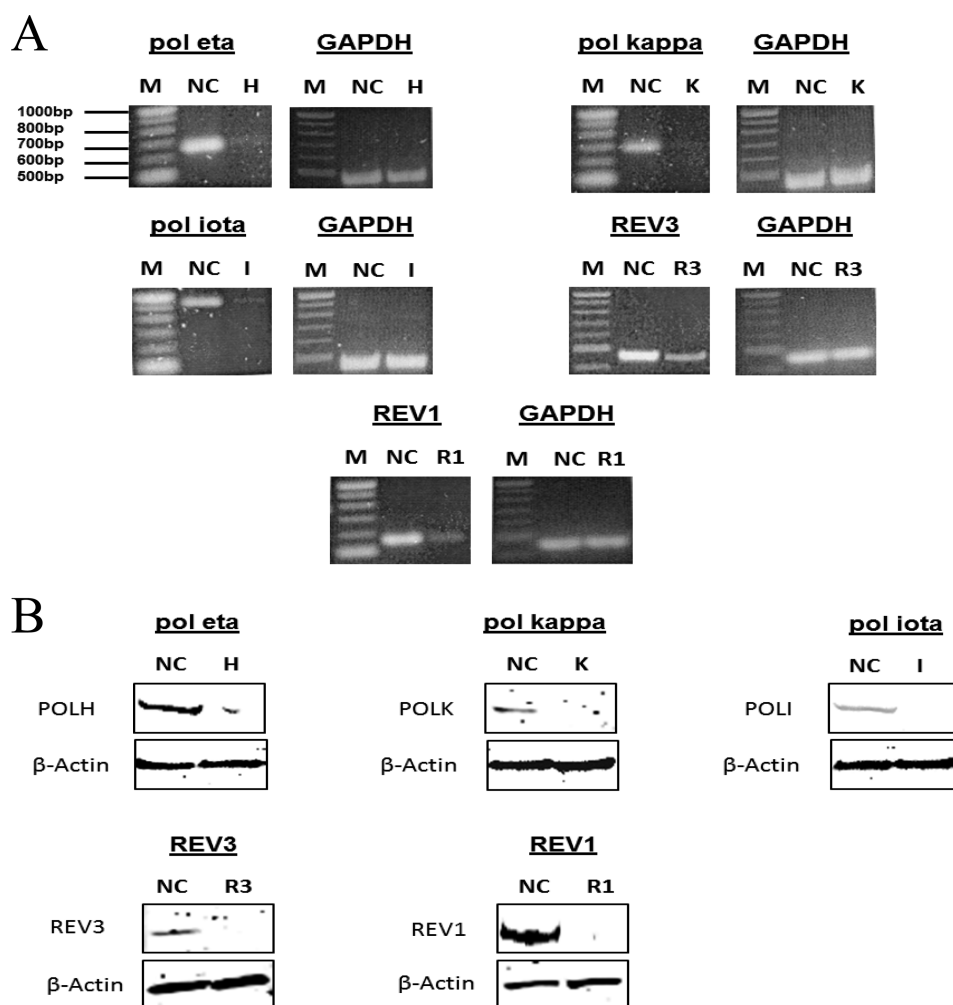 A
pol eta GAPDH pol kappa GAPDH
M NC H M NC H M NC K M NC K
1000bp
800bp
700bp
600bp
500bp
pol iota GAPDH REV3 GAPDH
M NC I M NC I M NC R3 M NC R3
REV1 GAPDH
M NC R1 M NC R1
B
pol eta pol kappa pol iota
NC H NC K NC I
POLH POLK POLI
β-Actin β-Actin β-Actin
REV3 REV1
NC R3 NC R1
REV3 REV1
β-Actin β-Actin